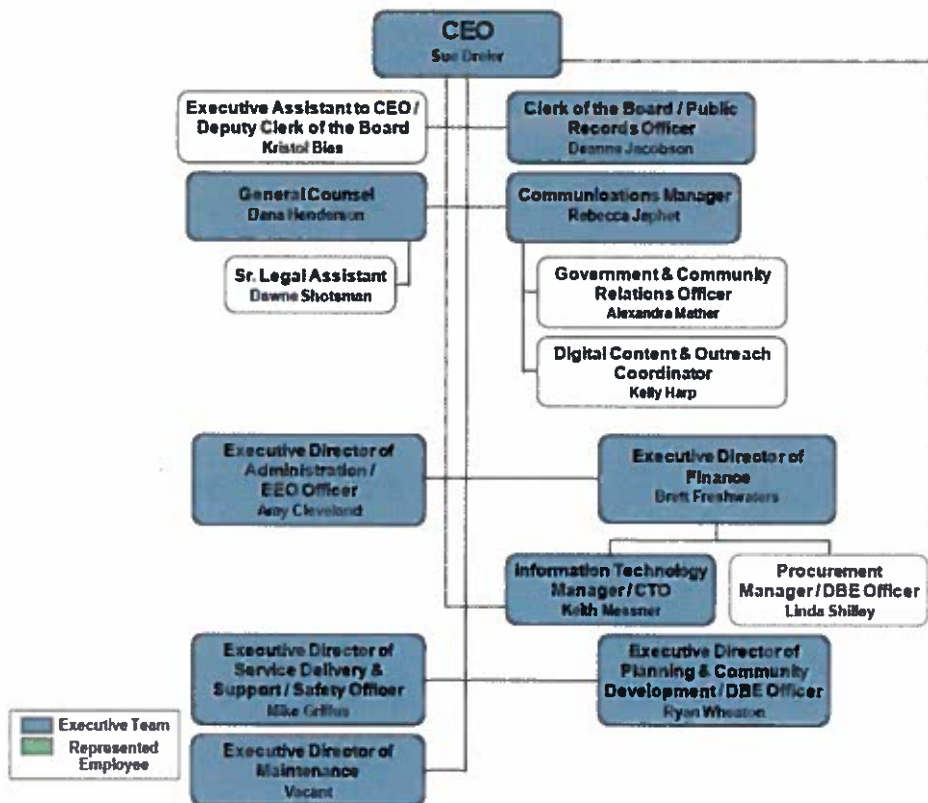 CEO
Sue Dreier
Executive Assistant to CEO /
Deputy Clerk of the Board
Kristol Bias
Clerk of the Board / Public
Records Officer
Deanne Jacobson
General Counsel
Dana Henderson
Communications Manager
Rebecca Japhet
Sr. Legal Assistant
Dawne Shotsman
Government & Community
Relations Officer
Alexandra Mather
Digital Content & Outreach
Coordinator
Kelly Harp
Executive Director of
Administration /
EEO Officer
Amy Cleveland
Executive Director of
Finance
Brett Freshwaters
Information Technology
Manager / CTO
Keith Messner
Procurement
Manager / DBE Officer
Linda Shilley
Executive Director of
Service Delivery &
Support / Safety Officer
Mike Griffus
Executive Director of
Planning & Community
Development / DBE Officer
Ryan Wheaton
Executive Team
Represented
Employee
Executive Director of
Maintenance
Vacant